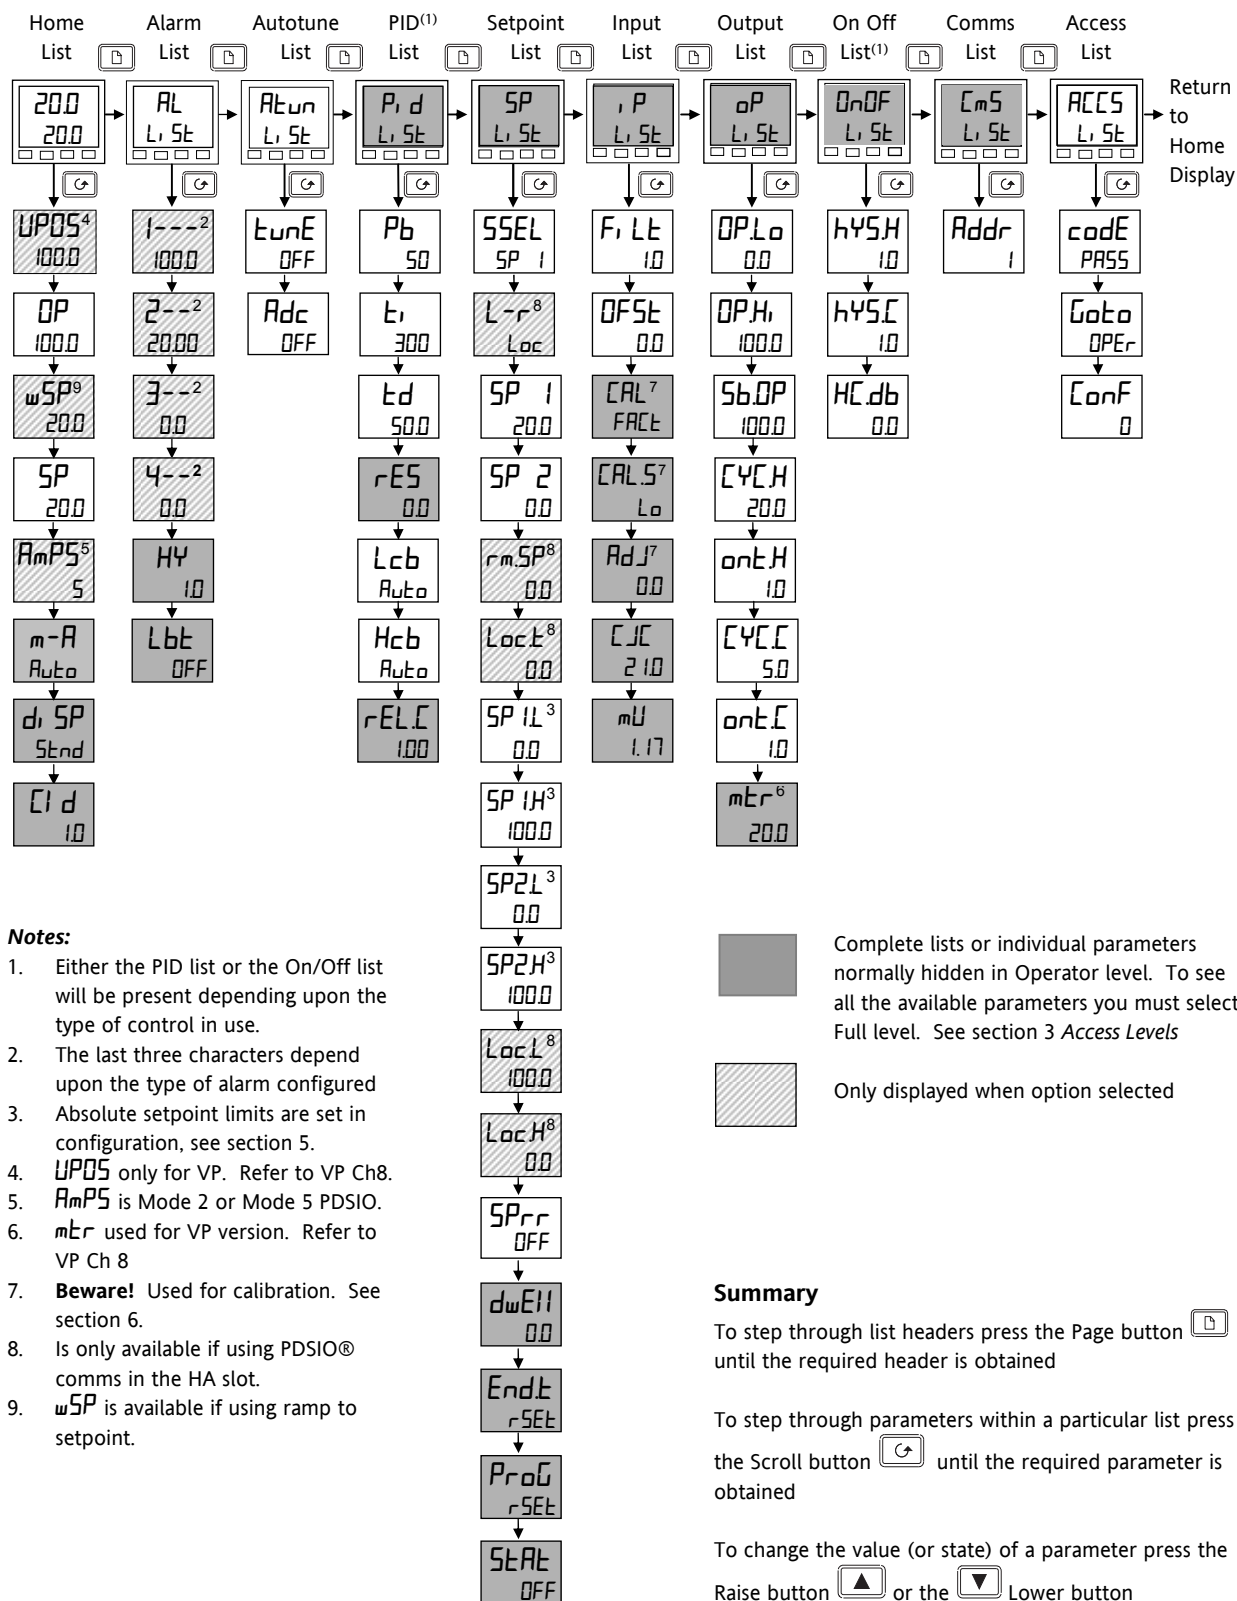 Home Alarm Autotune PID(1) Setpoint Input Output On Off Comms Access
List List List List List List List List(1) List List
20.0 AL Atun Pid SP iP oP OnOF CmS ACCS
20.0 LiSt LiSt LiSt LiSt LiSt LiSt LiSt LiSt LiSt
Return
to
Home
Display
VPOS4 1---2 tunE Pb SSEL FiLt OP.Lo hYS.H Addr codE
100.0 100.0 OFF 50 SP 1 1.0 0.0 1.0 1 PASS
OP 2--2 Adc ti L-r8 OFSt OP.Hi hYS.C Goto
100.0 20.00 OFF 300 Loc 0.0 100.0 1.0 OPEr
wSP9 3--2 td SP 1 CAL7 Sb.OP HC.db ConF
20.0 0.0 50.0 20.0 FACt 100.0 0.0 0
SP 4--2 rES SP 2 CAL.S7 CYC.H
20.0 0.0 0.0 0.0 Lo 20.0
AmPS5 HY Lcb rm.SP8 AdJ7 ont.H
5 1.0 Auto 0.0 0.0 1.0
m-A Lbt Hcb Loc.t8 CJC CYC.C
Auto OFF Auto 0.0 21.0 5.0
diSP rEL.C SP 1.L3 mV ont.C
Stnd 1.00 0.0 1.17 1.0
CId SP 1.H3 mtr6
1.0 100.0 20.0
SP2.L3
0.0
SP2.H3
100.0
Loc.L8
100.0
Loc.H8
0.0
SPrr
OFF
dwEll
0.0
End.t
rSEt
ProG
rSEt
StAt
OFF
Notes:
1. Either the PID list or the On/Off list
will be present depending upon the
type of control in use.
2. The last three characters depend
upon the type of alarm configured
3. Absolute setpoint limits are set in
configuration, see section 5.
4. VPOS only for VP. Refer to VP Ch8.
5. AmPS is Mode 2 or Mode 5 PDSIO.
6. mtr used for VP version. Refer to
VP Ch 8
7. Beware! Used for calibration. See
section 6.
8. Is only available if using PDSIO®
comms in the HA slot.
9. wSP is available if using ramp to
setpoint.
Complete lists or individual parameters
normally hidden in Operator level. To see
all the available parameters you must select
Full level. See section 3 Access Levels
Only displayed when option selected
Summary
To step through list headers press the Page button
until the required header is obtained
To step through parameters within a particular list press
the Scroll button until the required parameter is
obtained
To change the value (or state) of a parameter press the
Raise button or the Lower button